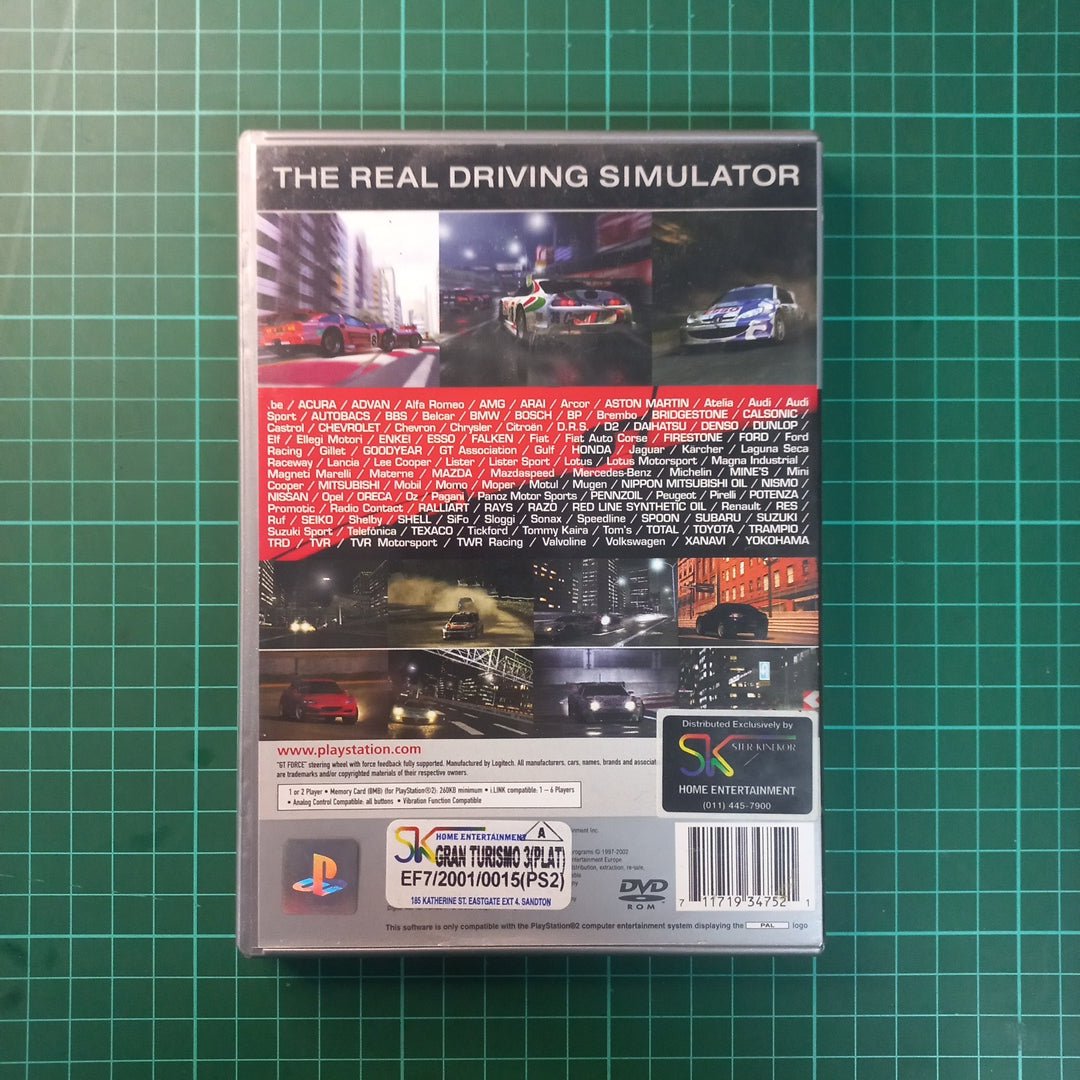 THE REAL DRIVING SIMULATOR
.be / ACURA / ADVAN / Alfa Romeo / AMG / ARAI / Arcor / ASTON MARTIN / Atelia / Audi / Audi
Sport / AUTOBACS / BBS / Belcar / BMW / BOSCH / BP / Brembo / BRIDGESTONE / CALSONIC /
Castrol / CHEVROLET / Chevron / Chrysler / Citroën / D.R.S. / D2 / DAIHATSU / DENSO / DUNLOP /
Elf / Ellegi Motori / ENKEI / ESSO / FALKEN / Fiat / Fiat Auto Corse / FIRESTONE / FORD / Ford
Racing / Gillet / GOODYEAR / GT Association / Gulf / HONDA / Jaguar / Kärcher / Laguna Seca
Raceway / Lancia / Lee Cooper / Lister / Lister Sport / Lotus / Lotus Motorsport / Magna Industrial /
Magneti Marelli / Materne / MAZDA / Mazdaspeed / Mercedes-Benz / Michelin / MINE'S / Mini
Cooper / MITSUBISHI / Mobil / Momo / Moper / Motul / Mugen / NIPPON MITSUBISHI OIL / NISMO /
NISSAN / Opel / ORECA / Oz / Pagani / Panoz Motor Sports / PENNZOIL / Peugeot / Pirelli / POTENZA /
Promotic / Radio Contact / RALLIART / RAYS / RAZO / RED LINE SYNTHETIC OIL / Renault / RES /
Ruf / SEIKO / Shelby / SHELL / SiFo / Sloggi / Sonax / Speedline / SPOON / SUBARU / SUZUKI /
Suzuki Sport / Telefónica / TEXACO / Tickford / Tommy Kaira / Tom's / TOTAL / TOYOTA / TRAMPIO /
TRD / TVR / TVR Motorsport / TWR Racing / Valvoline / Volkswagen / XANAVI / YOKOHAMA
www.playstation.com
"GT FORCE" steering wheel with force feedback fully supported. Manufactured by Logitech. All manufacturers, cars, names, brands and associat
are trademarks and/or copyrighted materials of their respective owners.
1 or 2 Player • Memory Card (8MB) (for PlayStation®2): 260KB minimum • i.LINK compatible: 1 – 6 Players
• Analog Control Compatible: all buttons • Vibration Function Compatible
Distributed Exclusively by
SK STER-KINEKOR
HOME ENTERTAINMENT
(011) 445-7900
SK HOME ENTERTAINMENT A
GRAN TURISMO 3(PLAT)
EF7/2001/0015(PS2)
185 KATHERINE ST. EASTGATE EXT 4. SANDTON
inment Inc.
programs © 1997-2002
ntertainment Europe
istribution, extraction, re-sale,
DVD
ROM
7 11719 34752 1
This software is only compatible with the PlayStation®2 computer entertainment system displaying the PAL logo